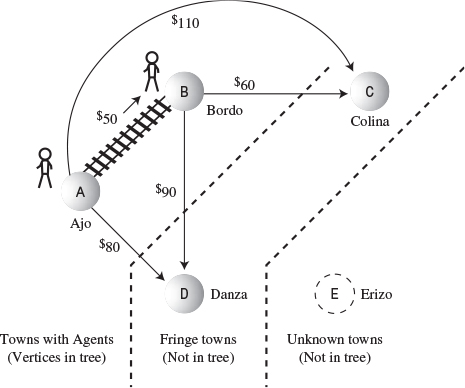 $110
B
$60
C
Bordo
Colina
$50
A
Ajo
$90
$80
D
Danza
E
Erizo
Towns with Agents
(Vertices in tree)
Fringe towns
(Not in tree)
Unknown towns
(Not in tree)